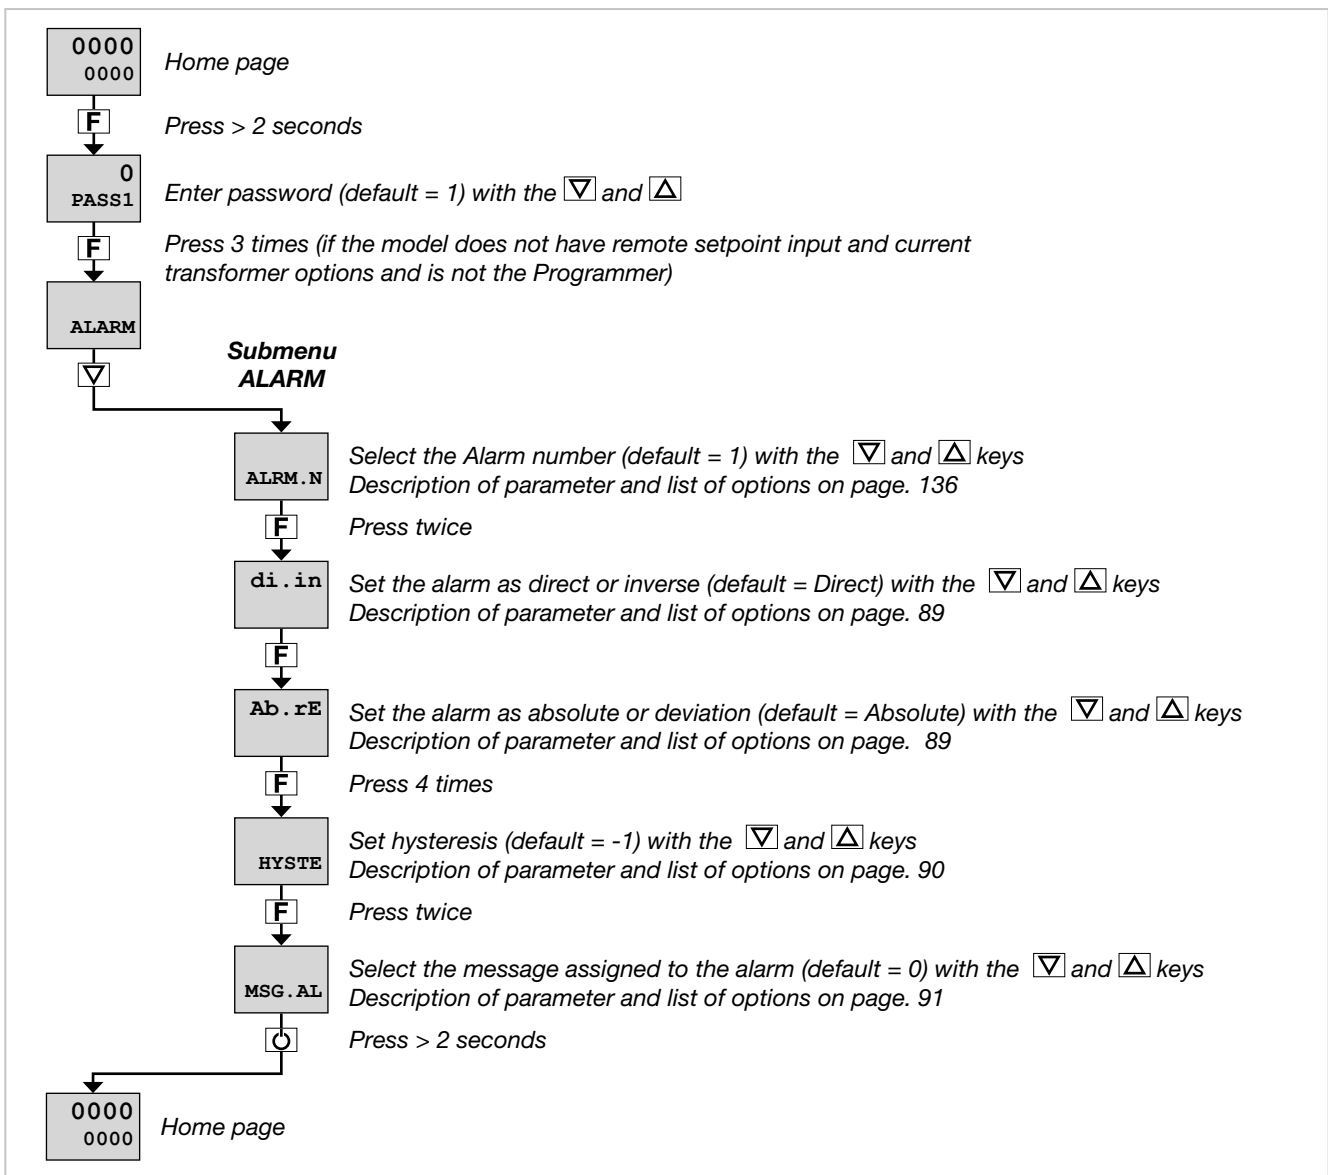 0000
0000
Home page
F
Press > 2 seconds
0
PASS1
Enter password (default = 1) with the and
F
Press 3 times (if the model does not have remote setpoint input and current
transformer options and is not the Programmer)
ALARM
Submenu
ALARM
ALRM.N
Select the Alarm number (default = 1) with the and keys
Description of parameter and list of options on page. 136
F
Press twice
di.in
Set the alarm as direct or inverse (default = Direct) with the and keys
Description of parameter and list of options on page. 89
F
Ab.rE
Set the alarm as absolute or deviation (default = Absolute) with the and keys
Description of parameter and list of options on page. 89
F
Press 4 times
HYSTE
Set hysteresis (default = -1) with the and keys
Description of parameter and list of options on page. 90
F
Press twice
MSG.AL
Select the message assigned to the alarm (default = 0) with the and keys
Description of parameter and list of options on page. 91
Press > 2 seconds
0000
0000
Home page